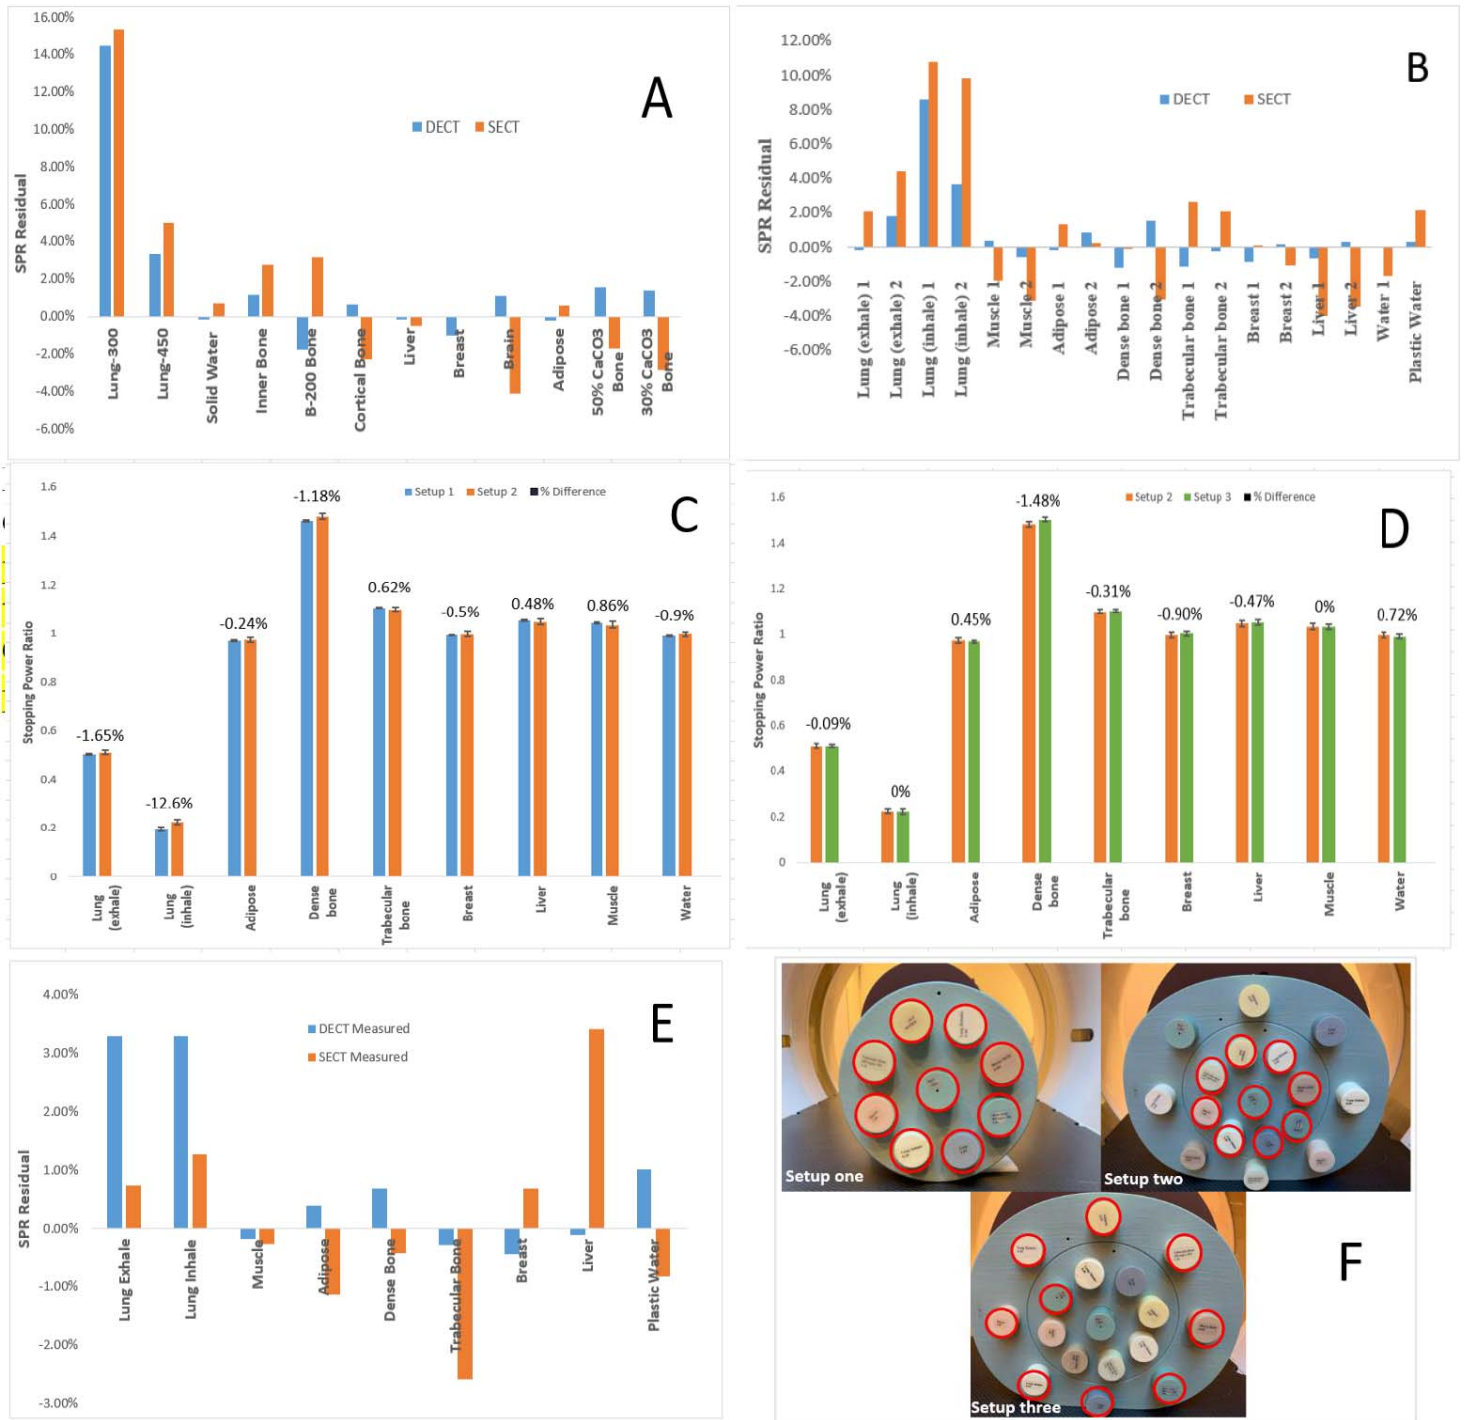 A
16.00%
14.00%
12.00%
10.00%
8.00%
6.00%
4.00%
2.00%
0.00%
-2.00%
-4.00%
-6.00%
SPR Residual
DECT SECT
Lung-300
Lung-450
Solid Water
Inner Bone
B-200 Bone
Cortical Bone
Liver
Breast
Brain
Adipose
50% CaCO3
Bone
30% CaCO3
Bone
B
12.00%
10.00%
8.00%
6.00%
4.00%
2.00%
0.00%
-2.00%
-4.00%
-6.00%
SPR Residual
DECT SECT
Lung (exhale) 1
Lung (exhale) 2
Lung (inhale) 1
Lung (inhale) 2
Muscle 1
Muscle 2
Adipose 1
Adipose 2
Dense bone 1
Dense bone 2
Trabecular bone 1
Trabecular bone 2
Breast 1
Breast 2
Liver 1
Liver 2
Water 1
Plastic Water
C
1.6
1.4
1.2
1
0.8
0.6
0.4
0.2
0
Stopping Power Ratio
Setup 1 Setup 2 % Difference
-1.65%
-12.6%
-0.24%
-1.18%
0.62%
-0.5%
0.48%
0.86%
-0.9%
Lung
(exhale)
Lung
(inhale)
Adipose
Dense
bone
Trabecular
bone
Breast
Liver
Muscle
Water
D
1.6
1.4
1.2
1
0.8
0.6
0.4
0.2
0
Stopping Power Ratio
Setup 2 Setup 3 % Difference
-0.09%
0%
0.45%
-1.48%
-0.31%
-0.90%
-0.47%
0%
0.72%
Lung
(exhale)
Lung
(inhale)
Adipose
Dense
bone
Trabecular
bone
Breast
Liver
Muscle
Water
E
4.00%
3.00%
2.00%
1.00%
0.00%
-1.00%
-2.00%
-3.00%
SPR Residual
DECT Measured
SECT Measured
Lung Exhale
Lung Inhale
Muscle
Adipose
Dense Bone
Trabecular Bone
Breast
Liver
Plastic Water
F
Setup one
Setup two
Setup three